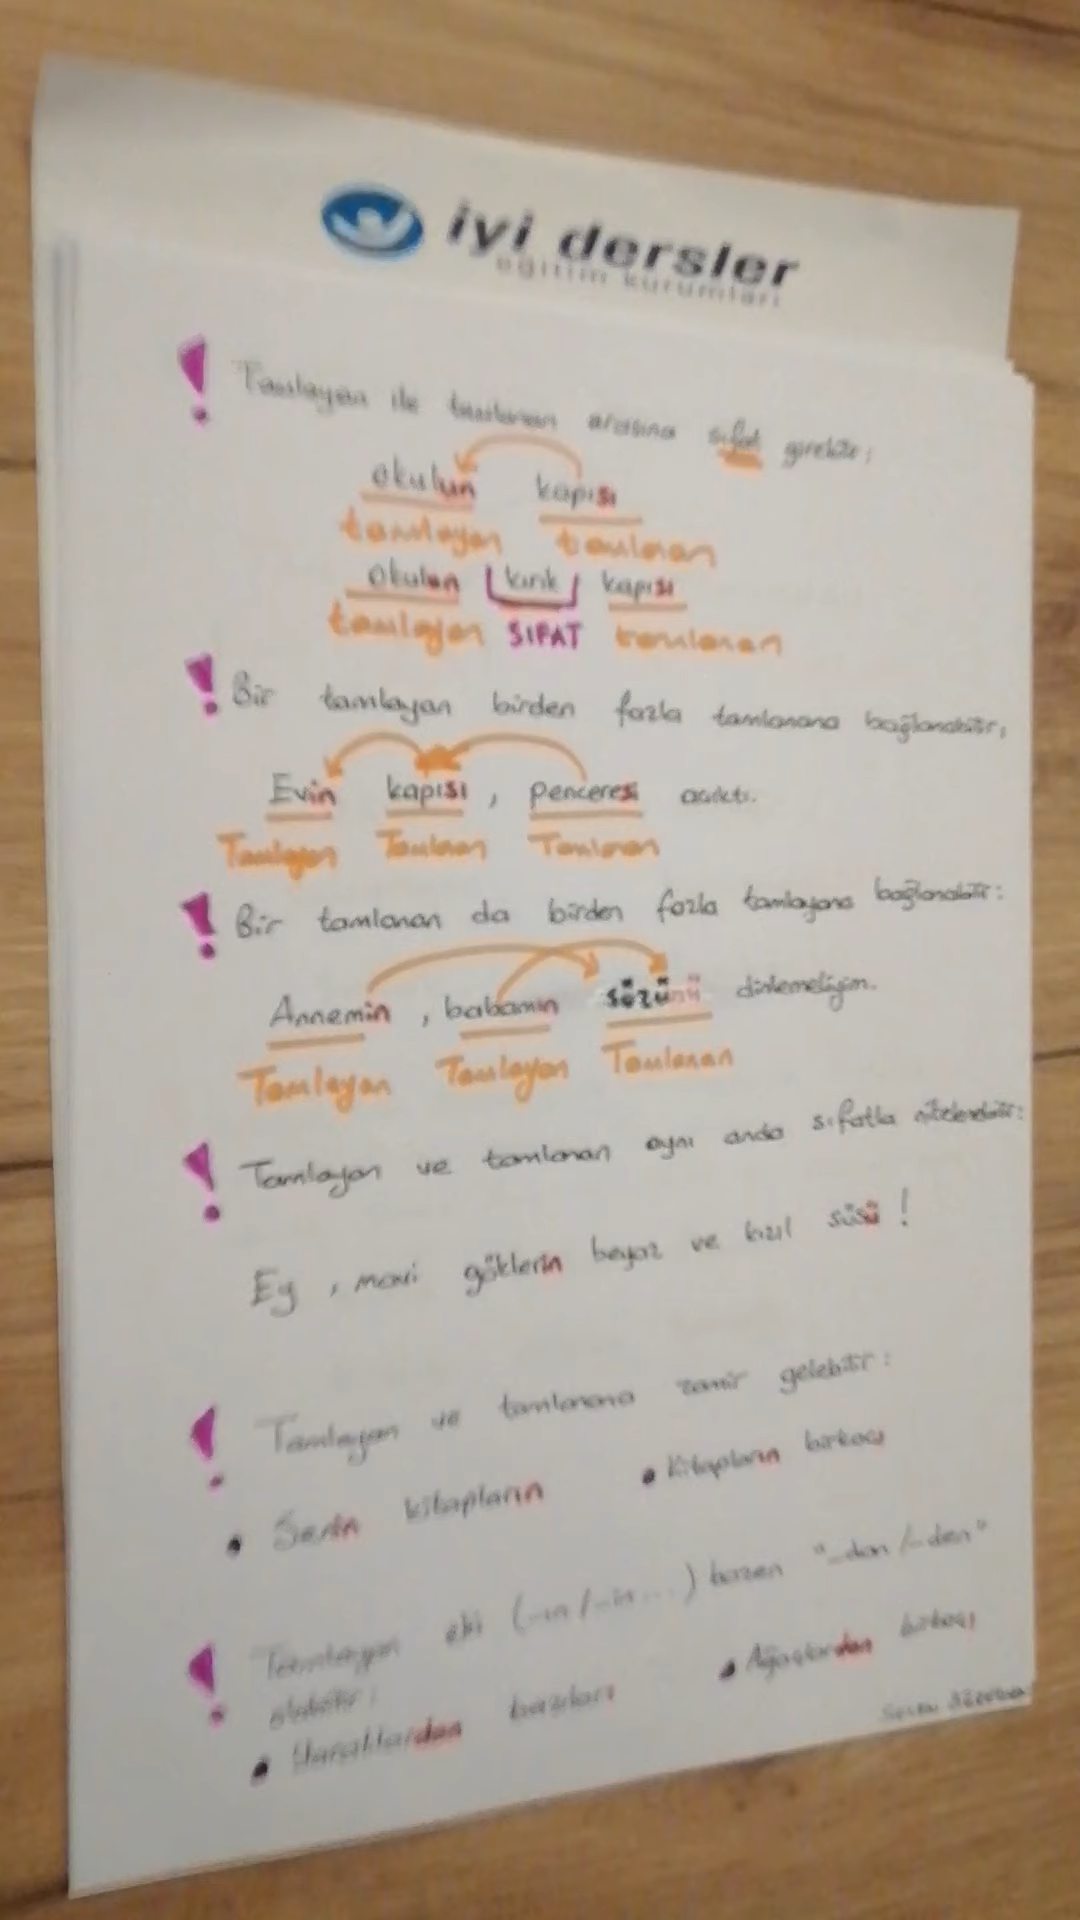 iyi dersler
eğitim kurumları
! Tamlayan ile tamlanan arasına sıfat girebilir;
okulun kapısı
tamlayan tamlanan
okulun kırık kapısı
tamlayan SIFAT tamlanan
! Bir tamlayan birden fazla tamlanana bağlanabilir;
Evin kapısı, penceresi açıktı.
Tamlayan Tamlanan Tamlanan
! Bir tamlanan da birden fazla tamlayana bağlanabilir:
Annemin, babamın sözünü dinlemeliyim.
Tamlayan Tamlayan Tamlanan
! Tamlayan ve tamlanan aynı anda sıfatla nitelenebilir:
Ey, mavi göklerin beyaz ve kızıl süsü!
! Tamlayan ve tamlanana zamir gelebilir:
• Senin kitapların • Kitapların birkaçı
! Tamlayan eki (-ın/-in...) bazen "-dan/-den"
olabilir:
• bazıları • Ağaçlardan birkaçı